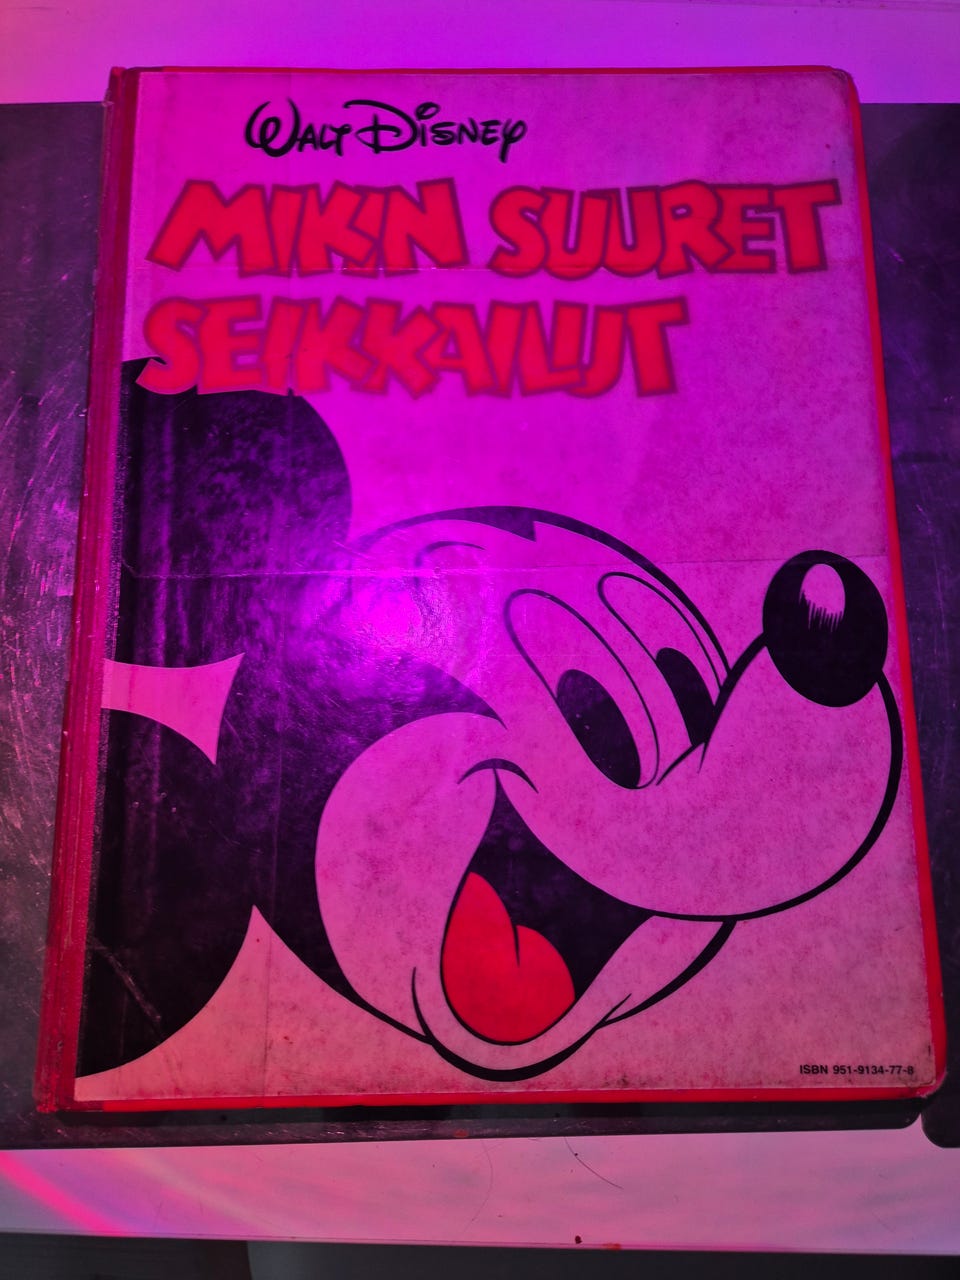 WALT DISNEY
MIKIN SUURET
SEIKKAILUT
ISBN 951-9134-77-8